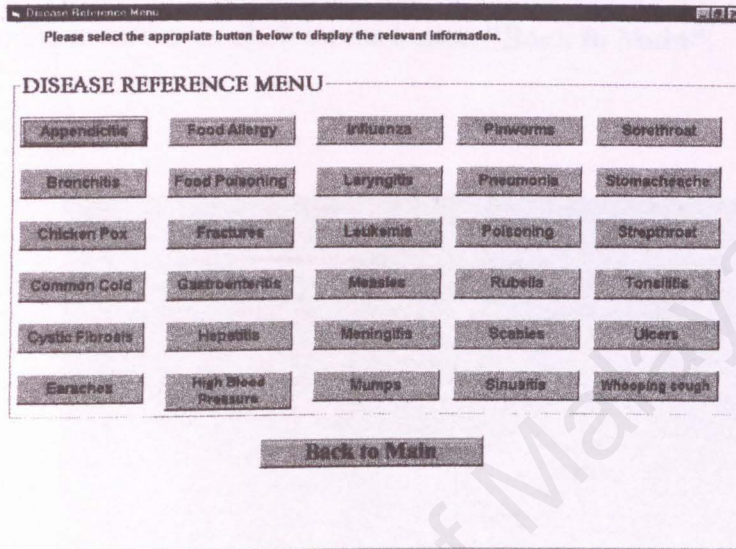 Disease Reference Menu
Please select the appropiate button below to display the relevant information.
DISEASE REFERENCE MENU
Appendicitis Food Allergy Influenza Pinworms Sorethroat
Bronchitis Food Poisoning Laryngitis Pneumonia Stomacheache
Chicken Pox Fractures Leukemia Poisoning Strepthroat
Common Cold Gastroenteritis Measles Rubella Tonsilitis
Cystic Fibrosis Hepatitis Meningitis Scabies Ulcers
Earaches High Blood Pressure Mumps Sinusitis Whooping cough
Back to Main
of Malaya